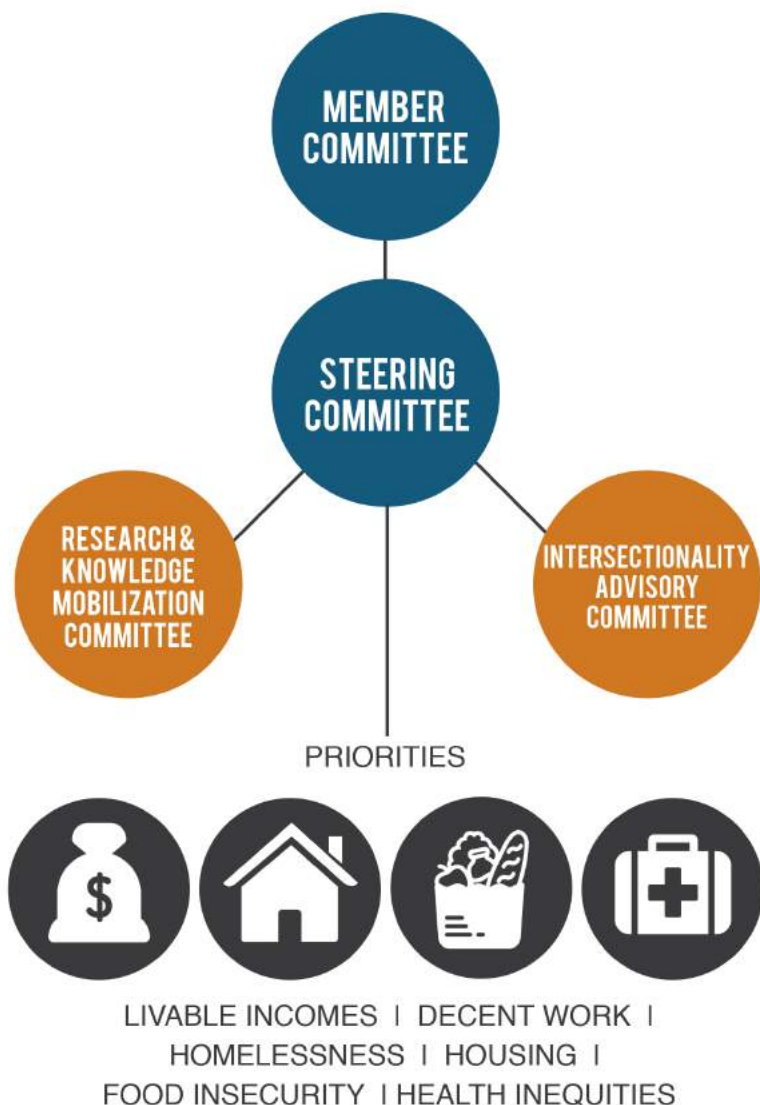 MEMBER
COMMITTEE
STEERING
COMMITTEE
RESEARCH &
KNOWLEDGE
MOBILIZATION
COMMITTEE
INTERSECTIONALITY
ADVISORY
COMMITTEE
PRIORITIES
$
LIVABLE INCOMES | DECENT WORK |
HOMELESSNESS | HOUSING |
FOOD INSECURITY | HEALTH INEQUITIES